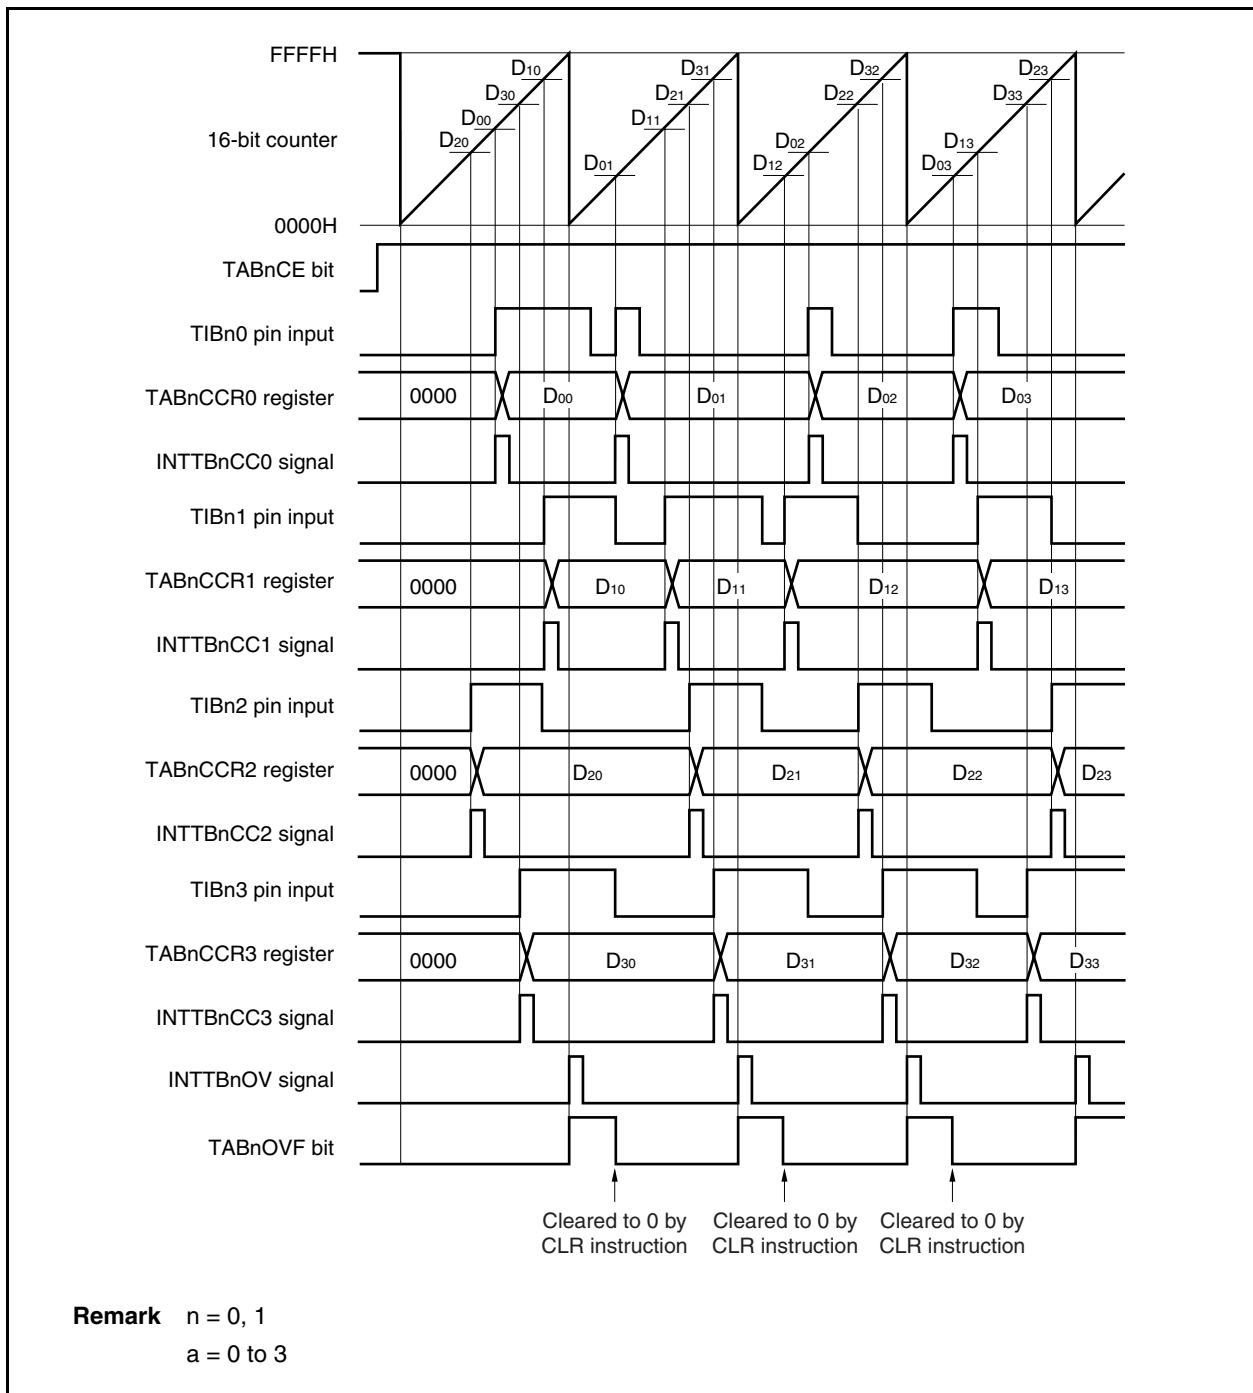 FFFFH
D10
D31
D32
D23
D30
D21
D22
D33
D00
D11
16-bit counter
D20
D02
D13
D01
D12
D03
0000H
TABnCE bit
TIBn0 pin input
TABnCCR0 register 0000 D00 D01 D02 D03
INTTBnCC0 signal
TIBn1 pin input
TABnCCR1 register 0000 D10 D11 D12 D13
INTTBnCC1 signal
TIBn2 pin input
TABnCCR2 register 0000 D20 D21 D22 D23
INTTBnCC2 signal
TIBn3 pin input
TABnCCR3 register 0000 D30 D31 D32 D33
INTTBnCC3 signal
INTTBnOV signal
TABnOVF bit
Cleared to 0 by
CLR instruction
Cleared to 0 by
CLR instruction
Cleared to 0 by
CLR instruction
Remark n = 0, 1
a = 0 to 3